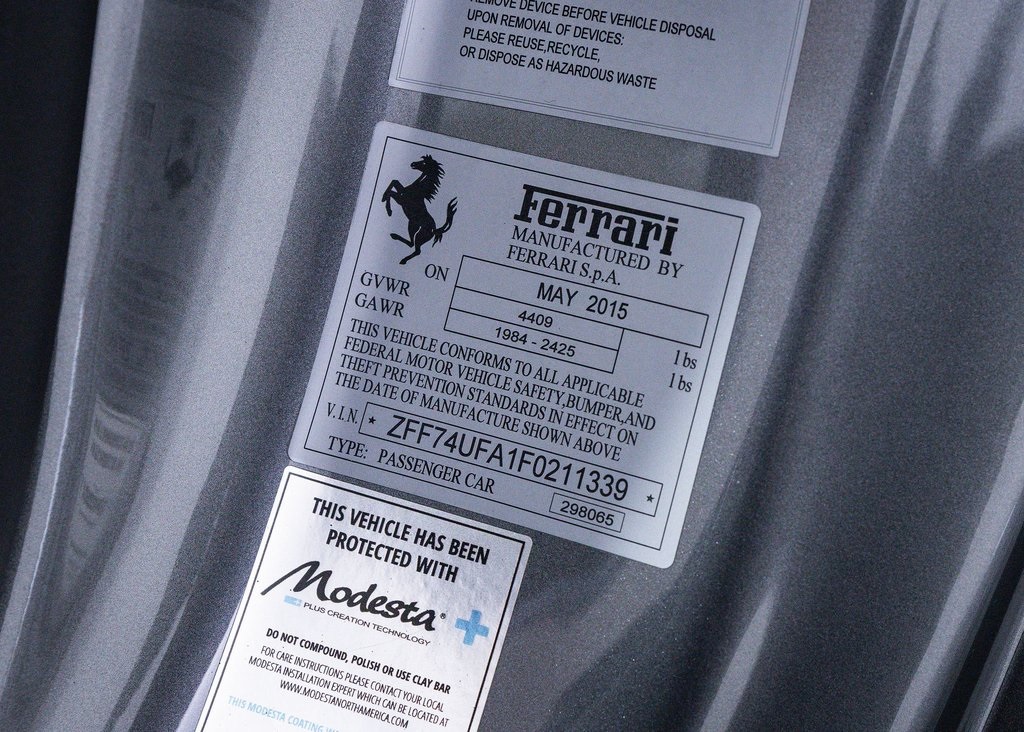 REMOVE DEVICE BEFORE VEHICLE DISPOSAL
UPON REMOVAL OF DEVICES:
PLEASE REUSE,RECYCLE,
OR DISPOSE AS HAZARDOUS WASTE
Ferrari
MANUFACTURED BY
FERRARI S.p.A.
ON MAY 2015
GVWR 4409 lbs
GAWR 1984 - 2425 lbs
THIS VEHICLE CONFORMS TO ALL APPLICABLE
FEDERAL MOTOR VEHICLE SAFETY,BUMPER,AND
THEFT PREVENTION STANDARDS IN EFFECT ON
THE DATE OF MANUFACTURE SHOWN ABOVE
V.I.N. * ZFF74UFA1F0211339 *
TYPE: PASSENGER CAR 298065
THIS VEHICLE HAS BEEN
PROTECTED WITH
Modesta®
PLUS CREATION TECHNOLOGY
DO NOT COMPOUND, POLISH OR USE CLAY BAR
FOR CARE INSTRUCTIONS PLEASE CONTACT YOUR LOCAL
MODESTA INSTALLATION EXPERT WHICH CAN BE LOCATED AT
WWW.MODESTANORTHAMERICA.COM
THIS MODESTA COATING